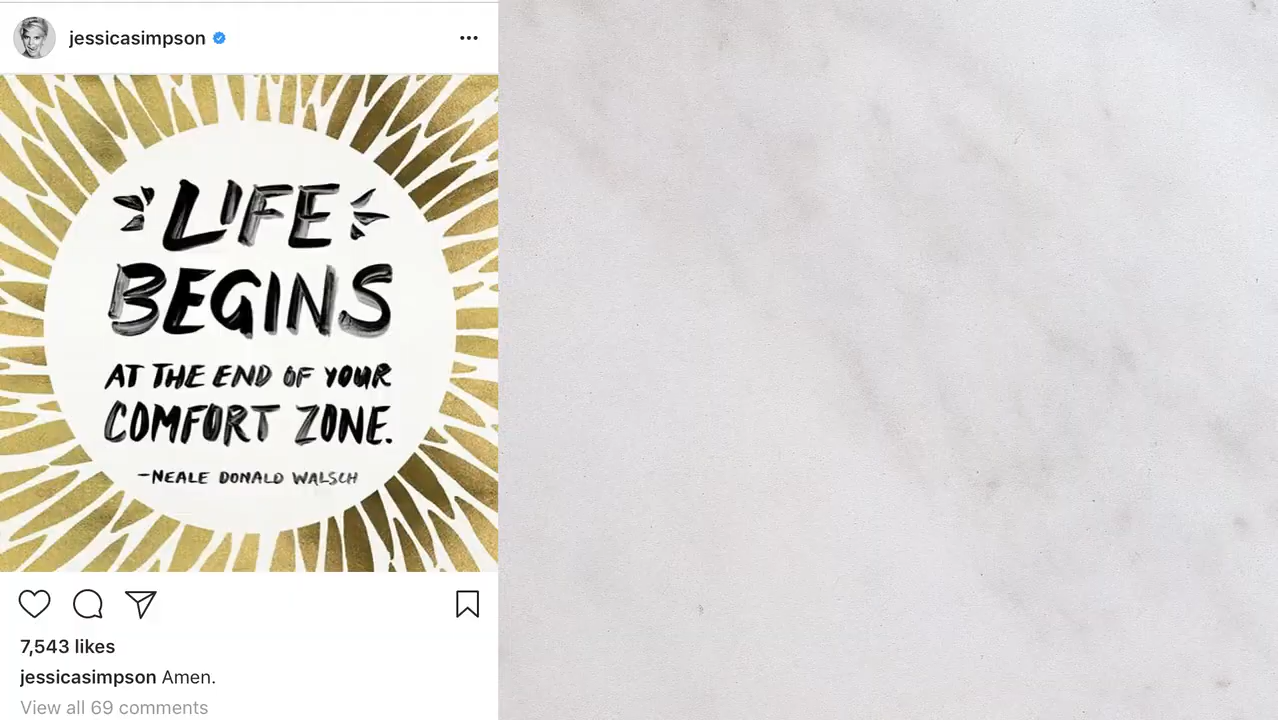 jessicasimpson
LIFE
BEGINS
AT THE END OF YOUR
COMFORT ZONE.
-NEALE DONALD WALSCH
7,543 likes
jessicasimpson Amen.
View all 69 comments